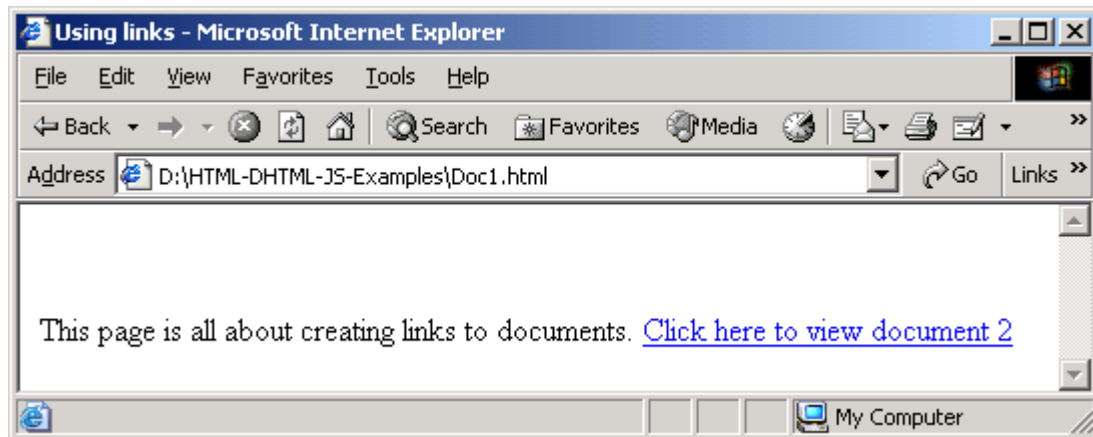 Using links - Microsoft Internet Explorer
File Edit View Favorites Tools Help
Back Search Favorites Media »
Address D:\HTML-DHTML-JS-Examples\Doc1.html Go Links »
This page is all about creating links to documents. Click here to view document 2
My Computer